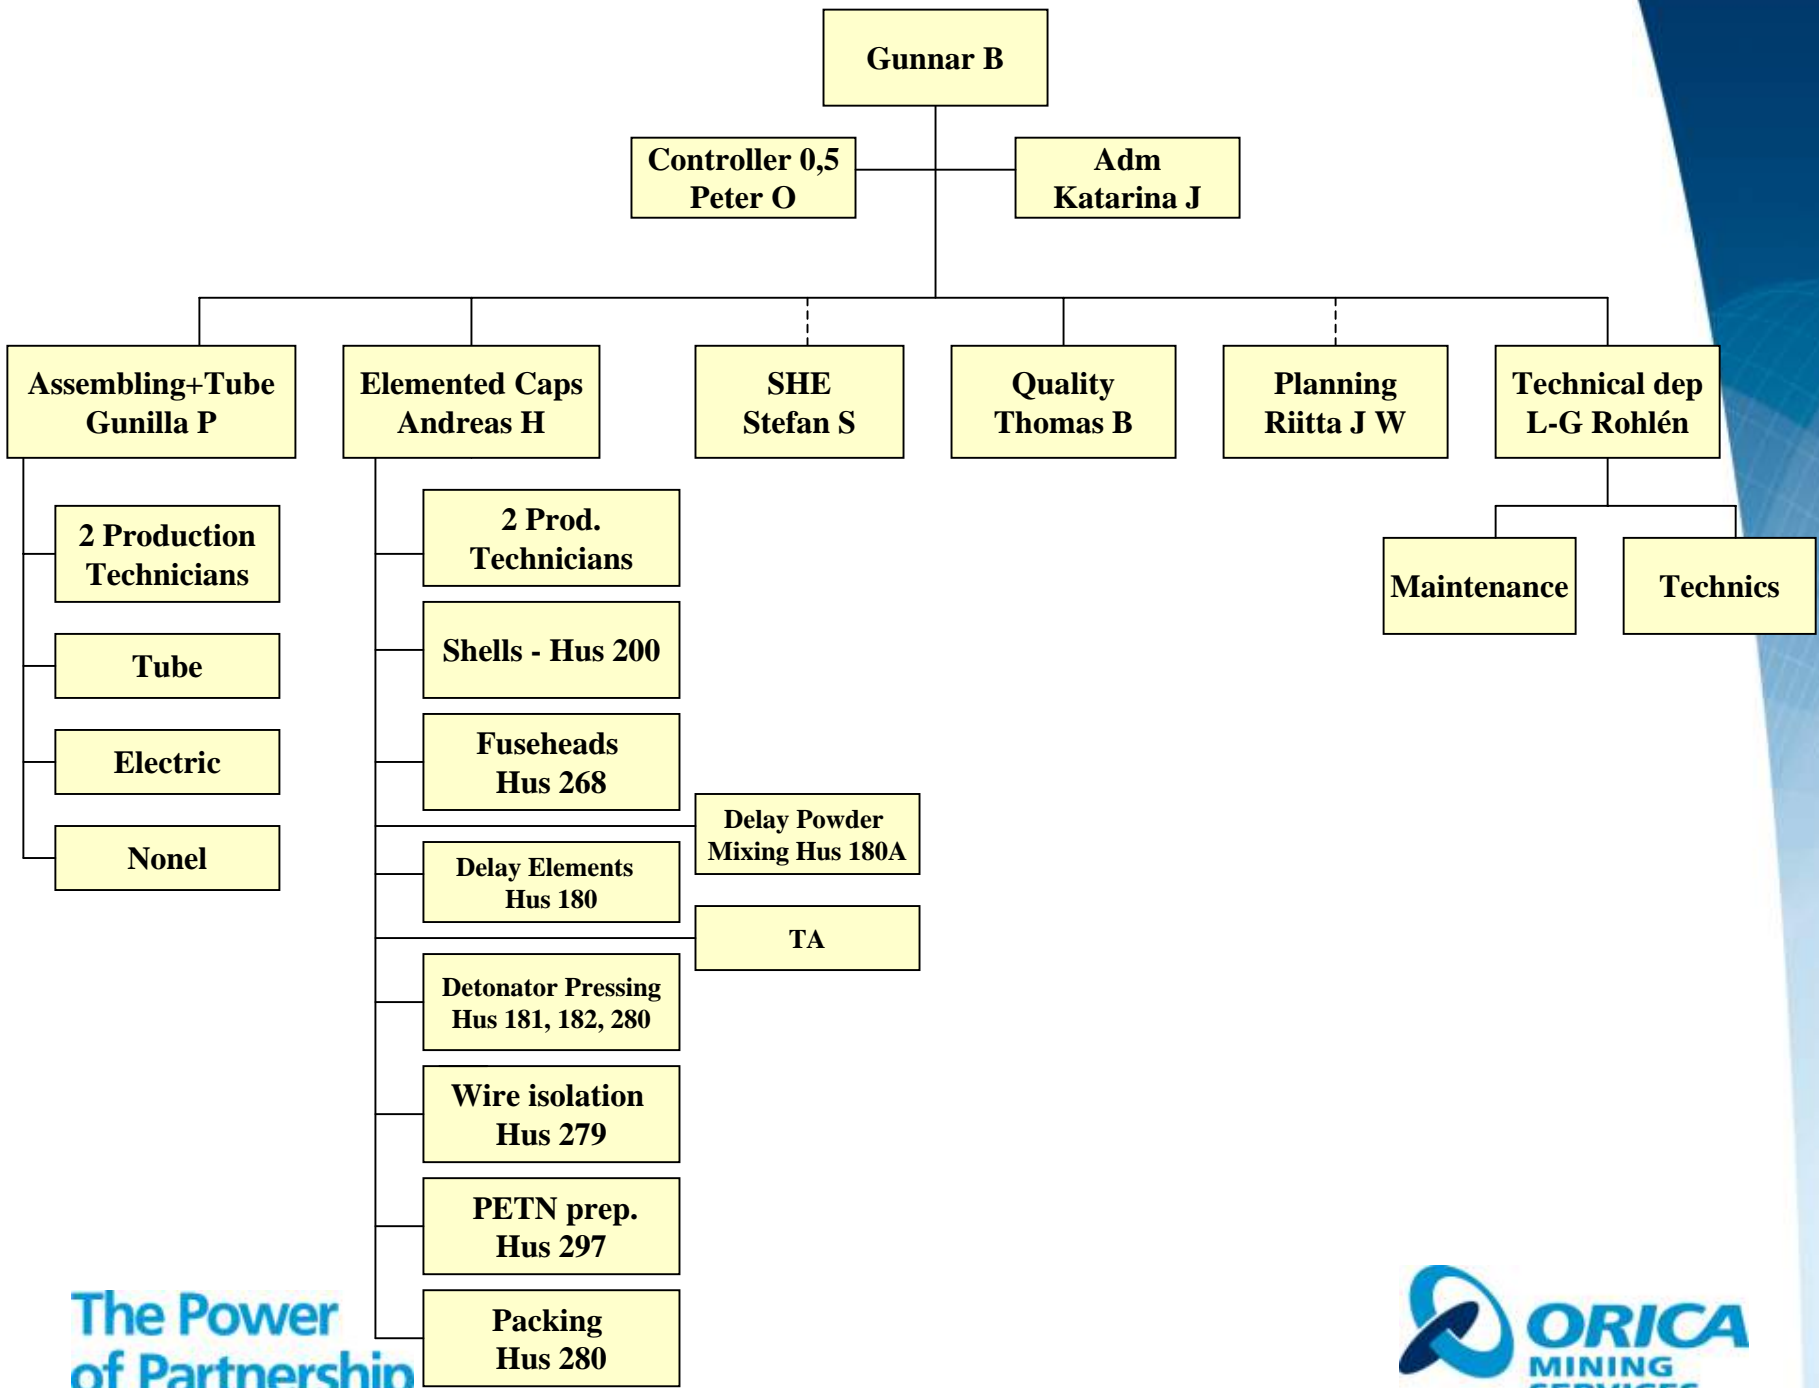 Gunnar B
Controller 0,5
Peter O
Adm
Katarina J
Assembling+Tube
Gunilla P
Elemented Caps
Andreas H
SHE
Stefan S
Quality
Thomas B
Planning
Riitta J W
Technical dep
L-G Rohlén
2 Production
Technicians
Tube
Electric
Nonel
2 Prod.
Technicians
Shells - Hus 200
Fuseheads
Hus 268
Delay Powder
Mixing Hus 180A
Delay Elements
Hus 180
TA
Detonator Pressing
Hus 181, 182, 280
Wire isolation
Hus 279
PETN prep.
Hus 297
Packing
Hus 280
Maintenance
Technics
The Power
of Partnership
ORICA
MINING
SERVICES